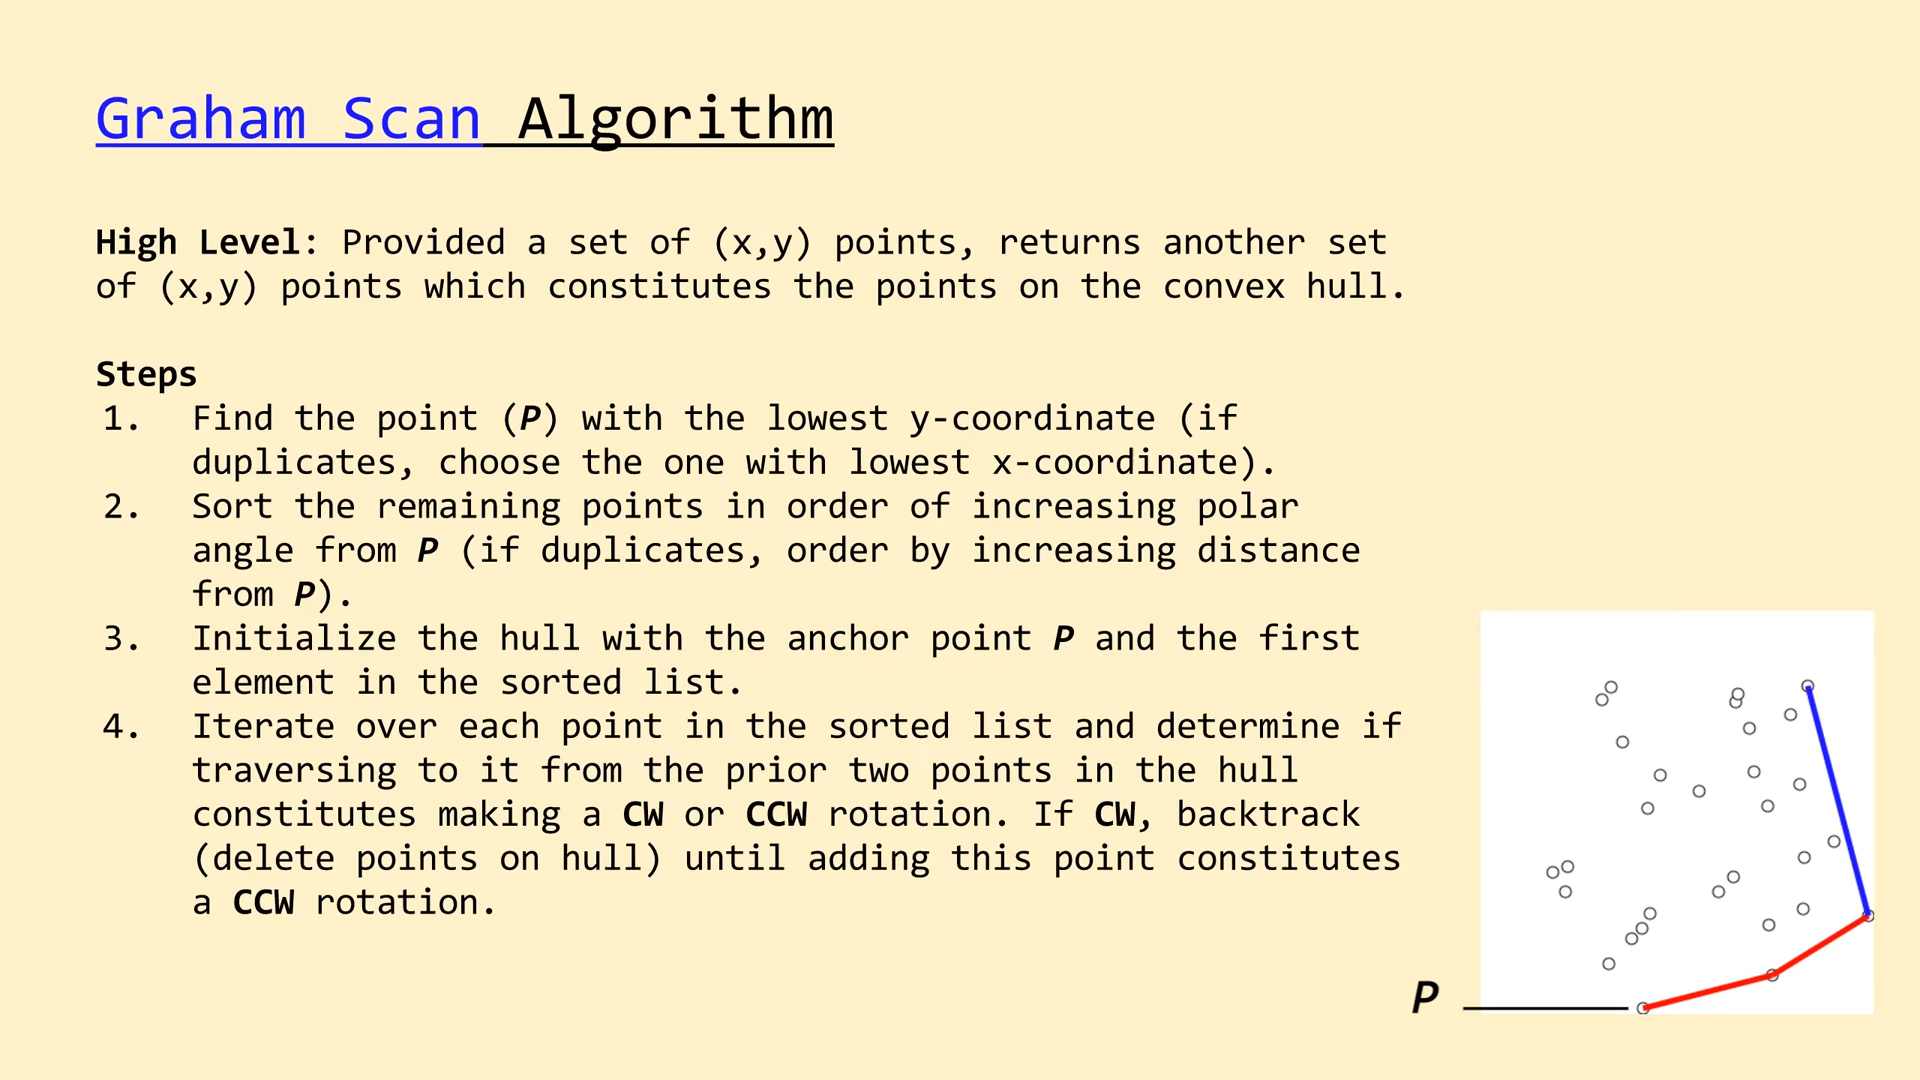 Graham Scan Algorithm
High Level: Provided a set of (x,y) points, returns another set
of (x,y) points which constitutes the points on the convex hull.
Steps
1. Find the point (P) with the lowest y-coordinate (if
duplicates, choose the one with lowest x-coordinate).
2. Sort the remaining points in order of increasing polar
angle from P (if duplicates, order by increasing distance
from P).
3. Initialize the hull with the anchor point P and the first
element in the sorted list.
4. Iterate over each point in the sorted list and determine if
traversing to it from the prior two points in the hull
constitutes making a CW or CCW rotation. If CW, backtrack
(delete points on hull) until adding this point constitutes
a CCW rotation.
P